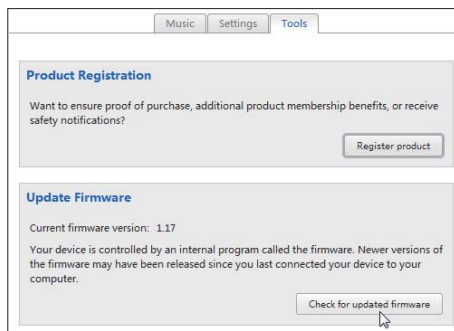 Music Settings Tools
Product Registration
Want to ensure proof of purchase, additional product membership benefits, or receive
safety notifications?
Register product
Update Firmware
Current firmware version: 1.17
Your device is controlled by an internal program called the firmware. Newer versions of
the firmware may have been released since you last connected your device to your
computer.
Check for updated firmware